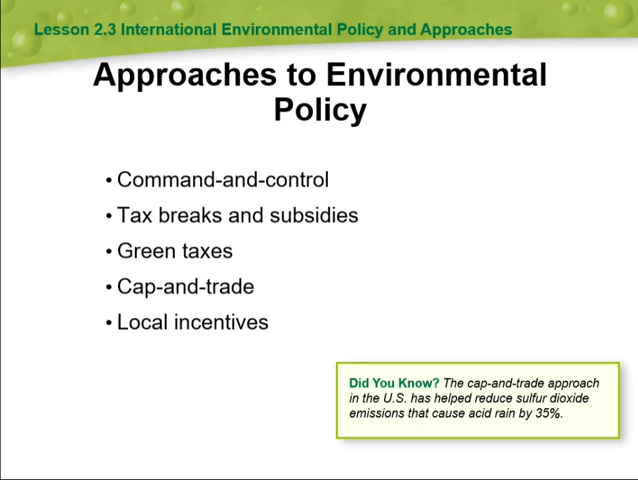 Lesson 2.3 International Environmental Policy and Approaches
Approaches to Environmental
Policy
• Command-and-control
• Tax breaks and subsidies
• Green taxes
• Cap-and-trade
• Local incentives
Did You Know? The cap-and-trade approach
in the U.S. has helped reduce sulfur dioxide
emissions that cause acid rain by 35%.